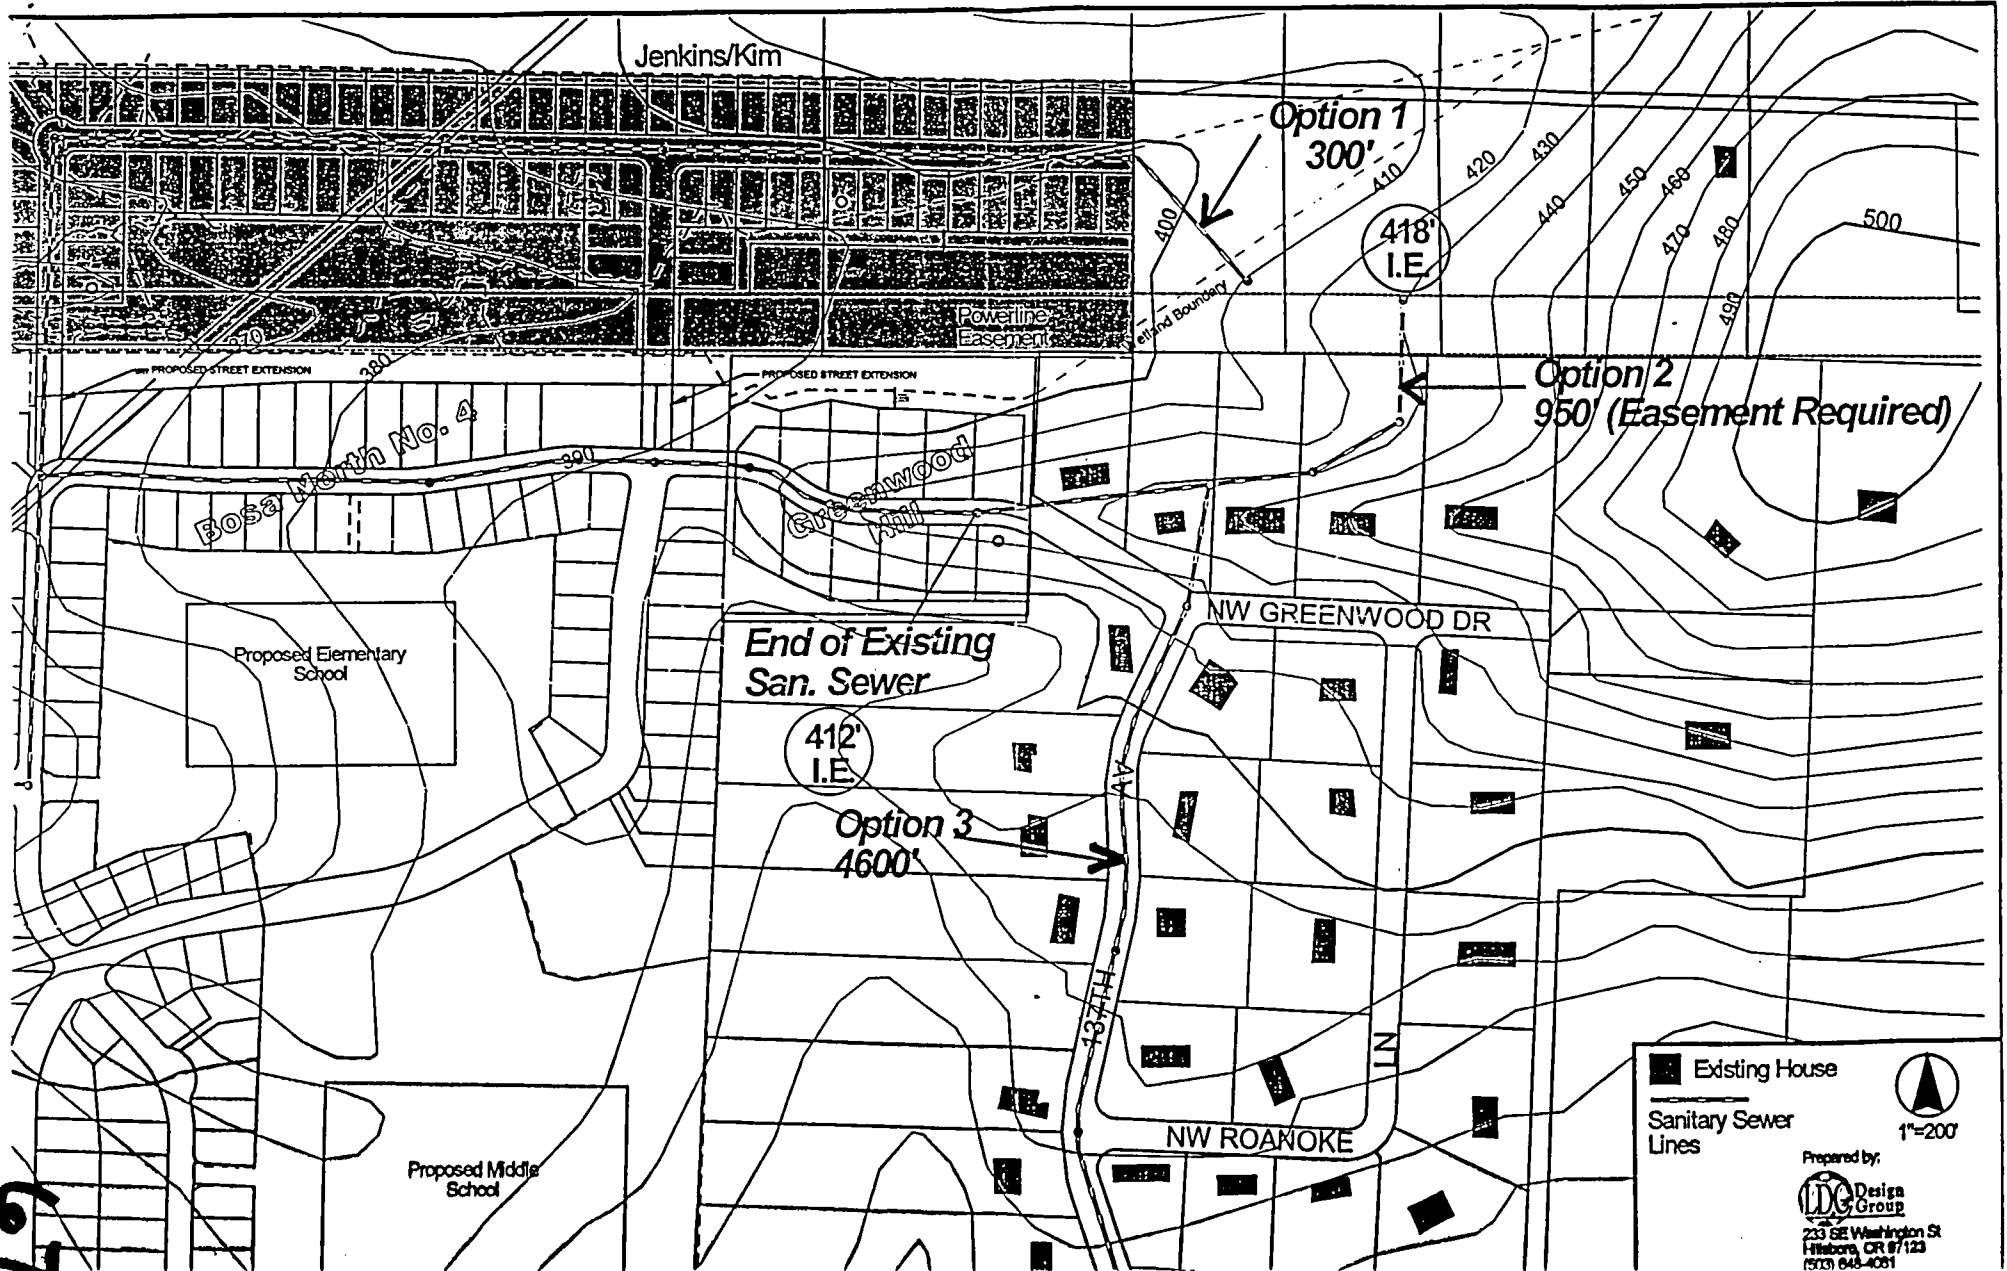 Jenkins/Kim
Option 1
300'
400
410
420
430
440
450
460
470
480
490
500
418'
I.E.
Powerline
Easement
Wetland Boundary
370
380
PROPOSED STREET EXTENSION
PROPOSED STREET EXTENSION
Option 2
950' (Easement Required)
Bosa North No. 4
390
Greenwood
Hill
NW GREENWOOD DR
Proposed Elementary
School
End of Existing
San. Sewer
412'
I.E.
AV
Option 3
4600'
137TH
LN
NW ROANOKE
Proposed Middle
School
Existing House
Sanitary Sewer
Lines
1"=200'
Prepared by:
LDC Design
Group
233 SE Washington St
Hillsboro, OR 97123
(503) 648-4061